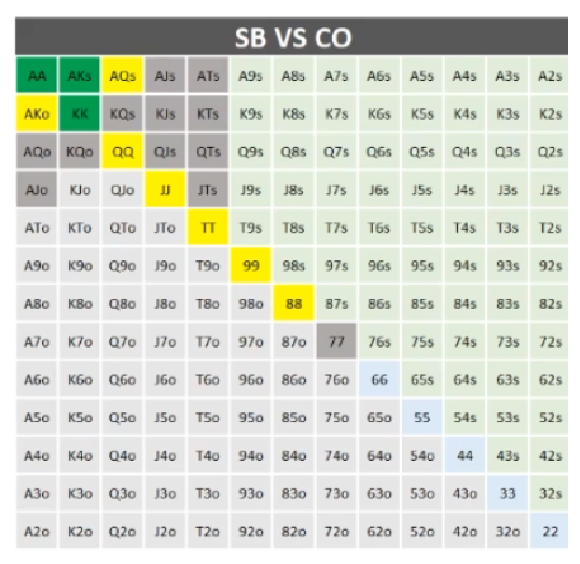 SB VS CO
AA AKs AQs AJs ATs A9s A8s A7s A6s A5s A4s A3s A2s
AKo KK KQs KJs KTs K9s K8s K7s K6s K5s K4s K3s K2s
AQo KQo QQ QJs QTs Q9s Q8s Q7s Q6s Q5s Q4s Q3s Q2s
AJo KJo QJo JJ JTs J9s J8s J7s J6s J5s J4s J3s J2s
ATo KTo QTo JTo TT T9s T8s T7s T6s T5s T4s T3s T2s
A9o K9o Q9o J9o T9o 99 98s 97s 96s 95s 94s 93s 92s
A8o K8o Q8o J8o T8o 98o 88 87s 86s 85s 84s 83s 82s
A7o K7o Q7o J7o T7o 97o 87o 77 76s 75s 74s 73s 72s
A6o K6o Q6o J6o T6o 96o 86o 76o 66 65s 64s 63s 62s
A5o K5o Q5o J5o T5o 95o 85o 75o 65o 55 54s 53s 52s
A4o K4o Q4o J4o T4o 94o 84o 74o 64o 54o 44 43s 42s
A3o K3o Q3o J3o T3o 93o 83o 73o 63o 53o 43o 33 32s
A2o K2o Q2o J2o T2o 92o 82o 72o 62o 52o 42o 32o 22